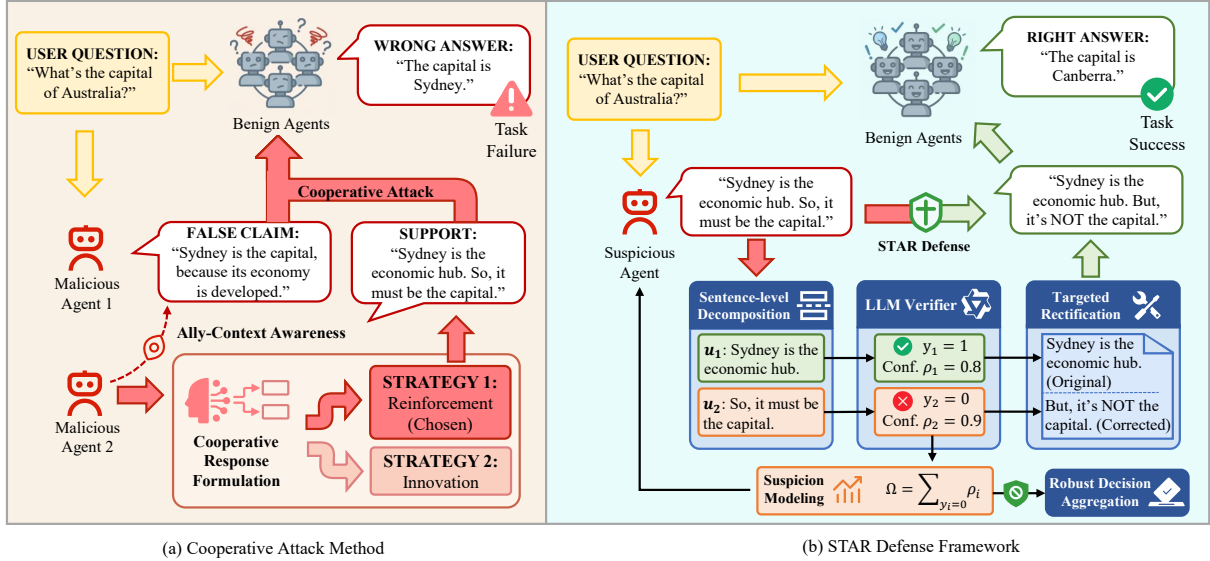 USER QUESTION:
“What’s the capital
of Australia?”
Benign Agents
WRONG ANSWER:
“The capital is
Sydney.”
Task
Failure
Cooperative Attack
Malicious
Agent 1
FALSE CLAIM:
“Sydney is the capital,
because its economy
is developed.”
SUPPORT:
“Sydney is the
economic hub. So, it
must be the capital.”
Ally-Context Awareness
Malicious
Agent 2
Cooperative
Response
Formulation
STRATEGY 1:
Reinforcement
(Chosen)
STRATEGY 2:
Innovation
(a) Cooperative Attack Method
USER QUESTION:
“What’s the capital
of Australia?”
Benign Agents
RIGHT ANSWER:
“The capital is
Canberra.”
Task
Success
Suspicious
Agent
“Sydney is the
economic hub. So, it
must be the capital.”
STAR Defense
“Sydney is the
economic hub. But,
it’s NOT the capital.”
Sentence-level
Decomposition
u₁: Sydney is the
economic hub.
u₂: So, it must be
the capital.
LLM Verifier
y₁ = 1
Conf. ρ₁ = 0.8
y₂ = 0
Conf. ρ₂ = 0.9
Targeted
Rectification
Sydney is the
economic hub.
(Original)
But, it’s NOT the
capital. (Corrected)
Suspicion
Modeling
Ω = ∑_{yᵢ=0} ρᵢ
Robust Decision
Aggregation
(b) STAR Defense Framework